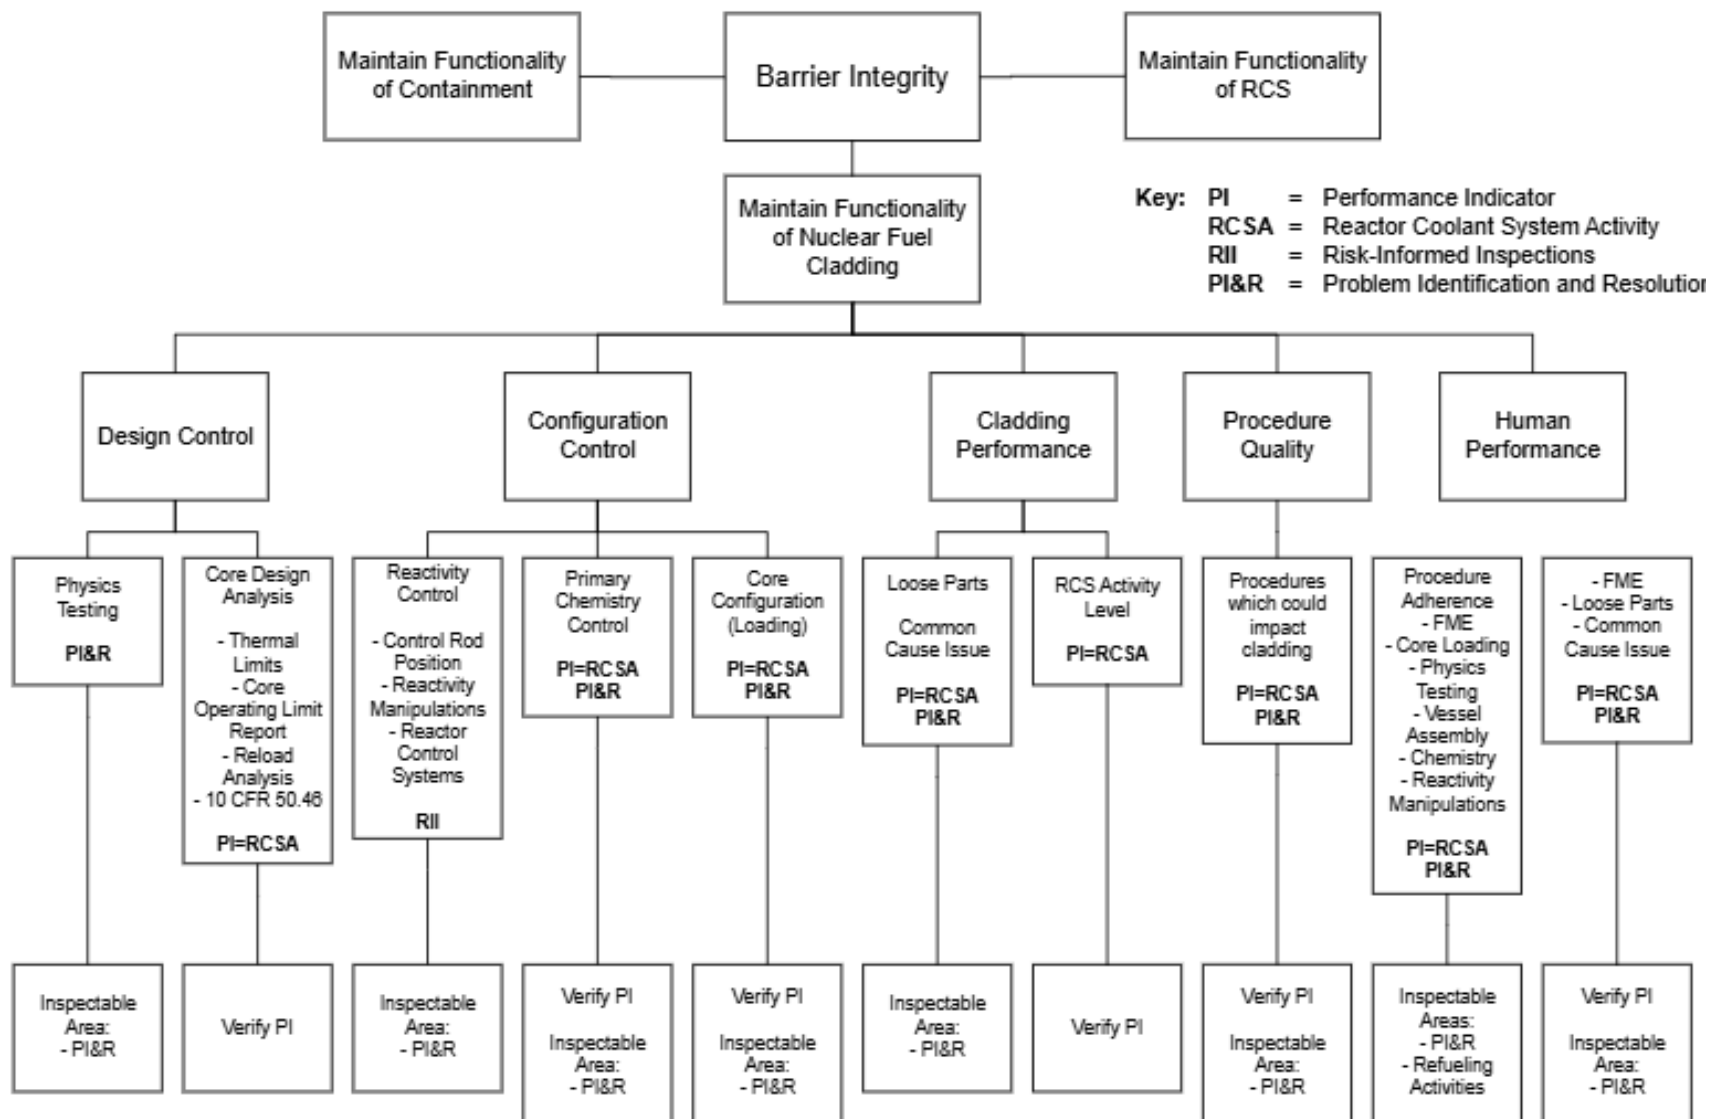 Maintain Functionality
of Containment
Barrier Integrity
Maintain Functionality
of RCS
Maintain Functionality
of Nuclear Fuel
Cladding
Key: PI = Performance Indicator
RCSA = Reactor Coolant System Activity
RII = Risk-Informed Inspections
PI&R = Problem Identification and Resolution
Design Control
Configuration
Control
Cladding
Performance
Procedure
Quality
Human
Performance
Physics
Testing
PI&R
Core Design
Analysis
- Thermal
Limits
- Core
Operating Limit
Report
- Reload
Analysis
- 10 CFR 50.46
PI=RCSA
Reactivity
Control
- Control Rod
Position
- Reactivity
Manipulations
- Reactor
Control
Systems
RII
Primary
Chemistry
Control
PI=RCSA
PI&R
Core
Configuration
(Loading)
PI=RCSA
PI&R
Loose Parts
Common
Cause Issue
PI=RCSA
PI&R
RCS Activity
Level
PI=RCSA
Procedures
which could
impact
cladding
PI=RCSA
PI&R
Procedure
Adherence
- FME
- Core Loading
- Physics
Testing
- Vessel
Assembly
- Chemistry
- Reactivity
Manipulations
PI=RCSA
PI&R
- FME
- Loose Parts
- Common
Cause Issue
PI=RCSA
PI&R
Inspectable
Area:
- PI&R
Verify PI
Inspectable
Area:
- PI&R
Verify PI
Inspectable
Area:
- PI&R
Verify PI
Inspectable
Area:
- PI&R
Inspectable
Area:
- PI&R
Verify PI
Verify PI
Inspectable
Area:
- PI&R
Inspectable
Areas:
- PI&R
- Refueling
Activities
Verify PI
Inspectable
Area:
- PI&R